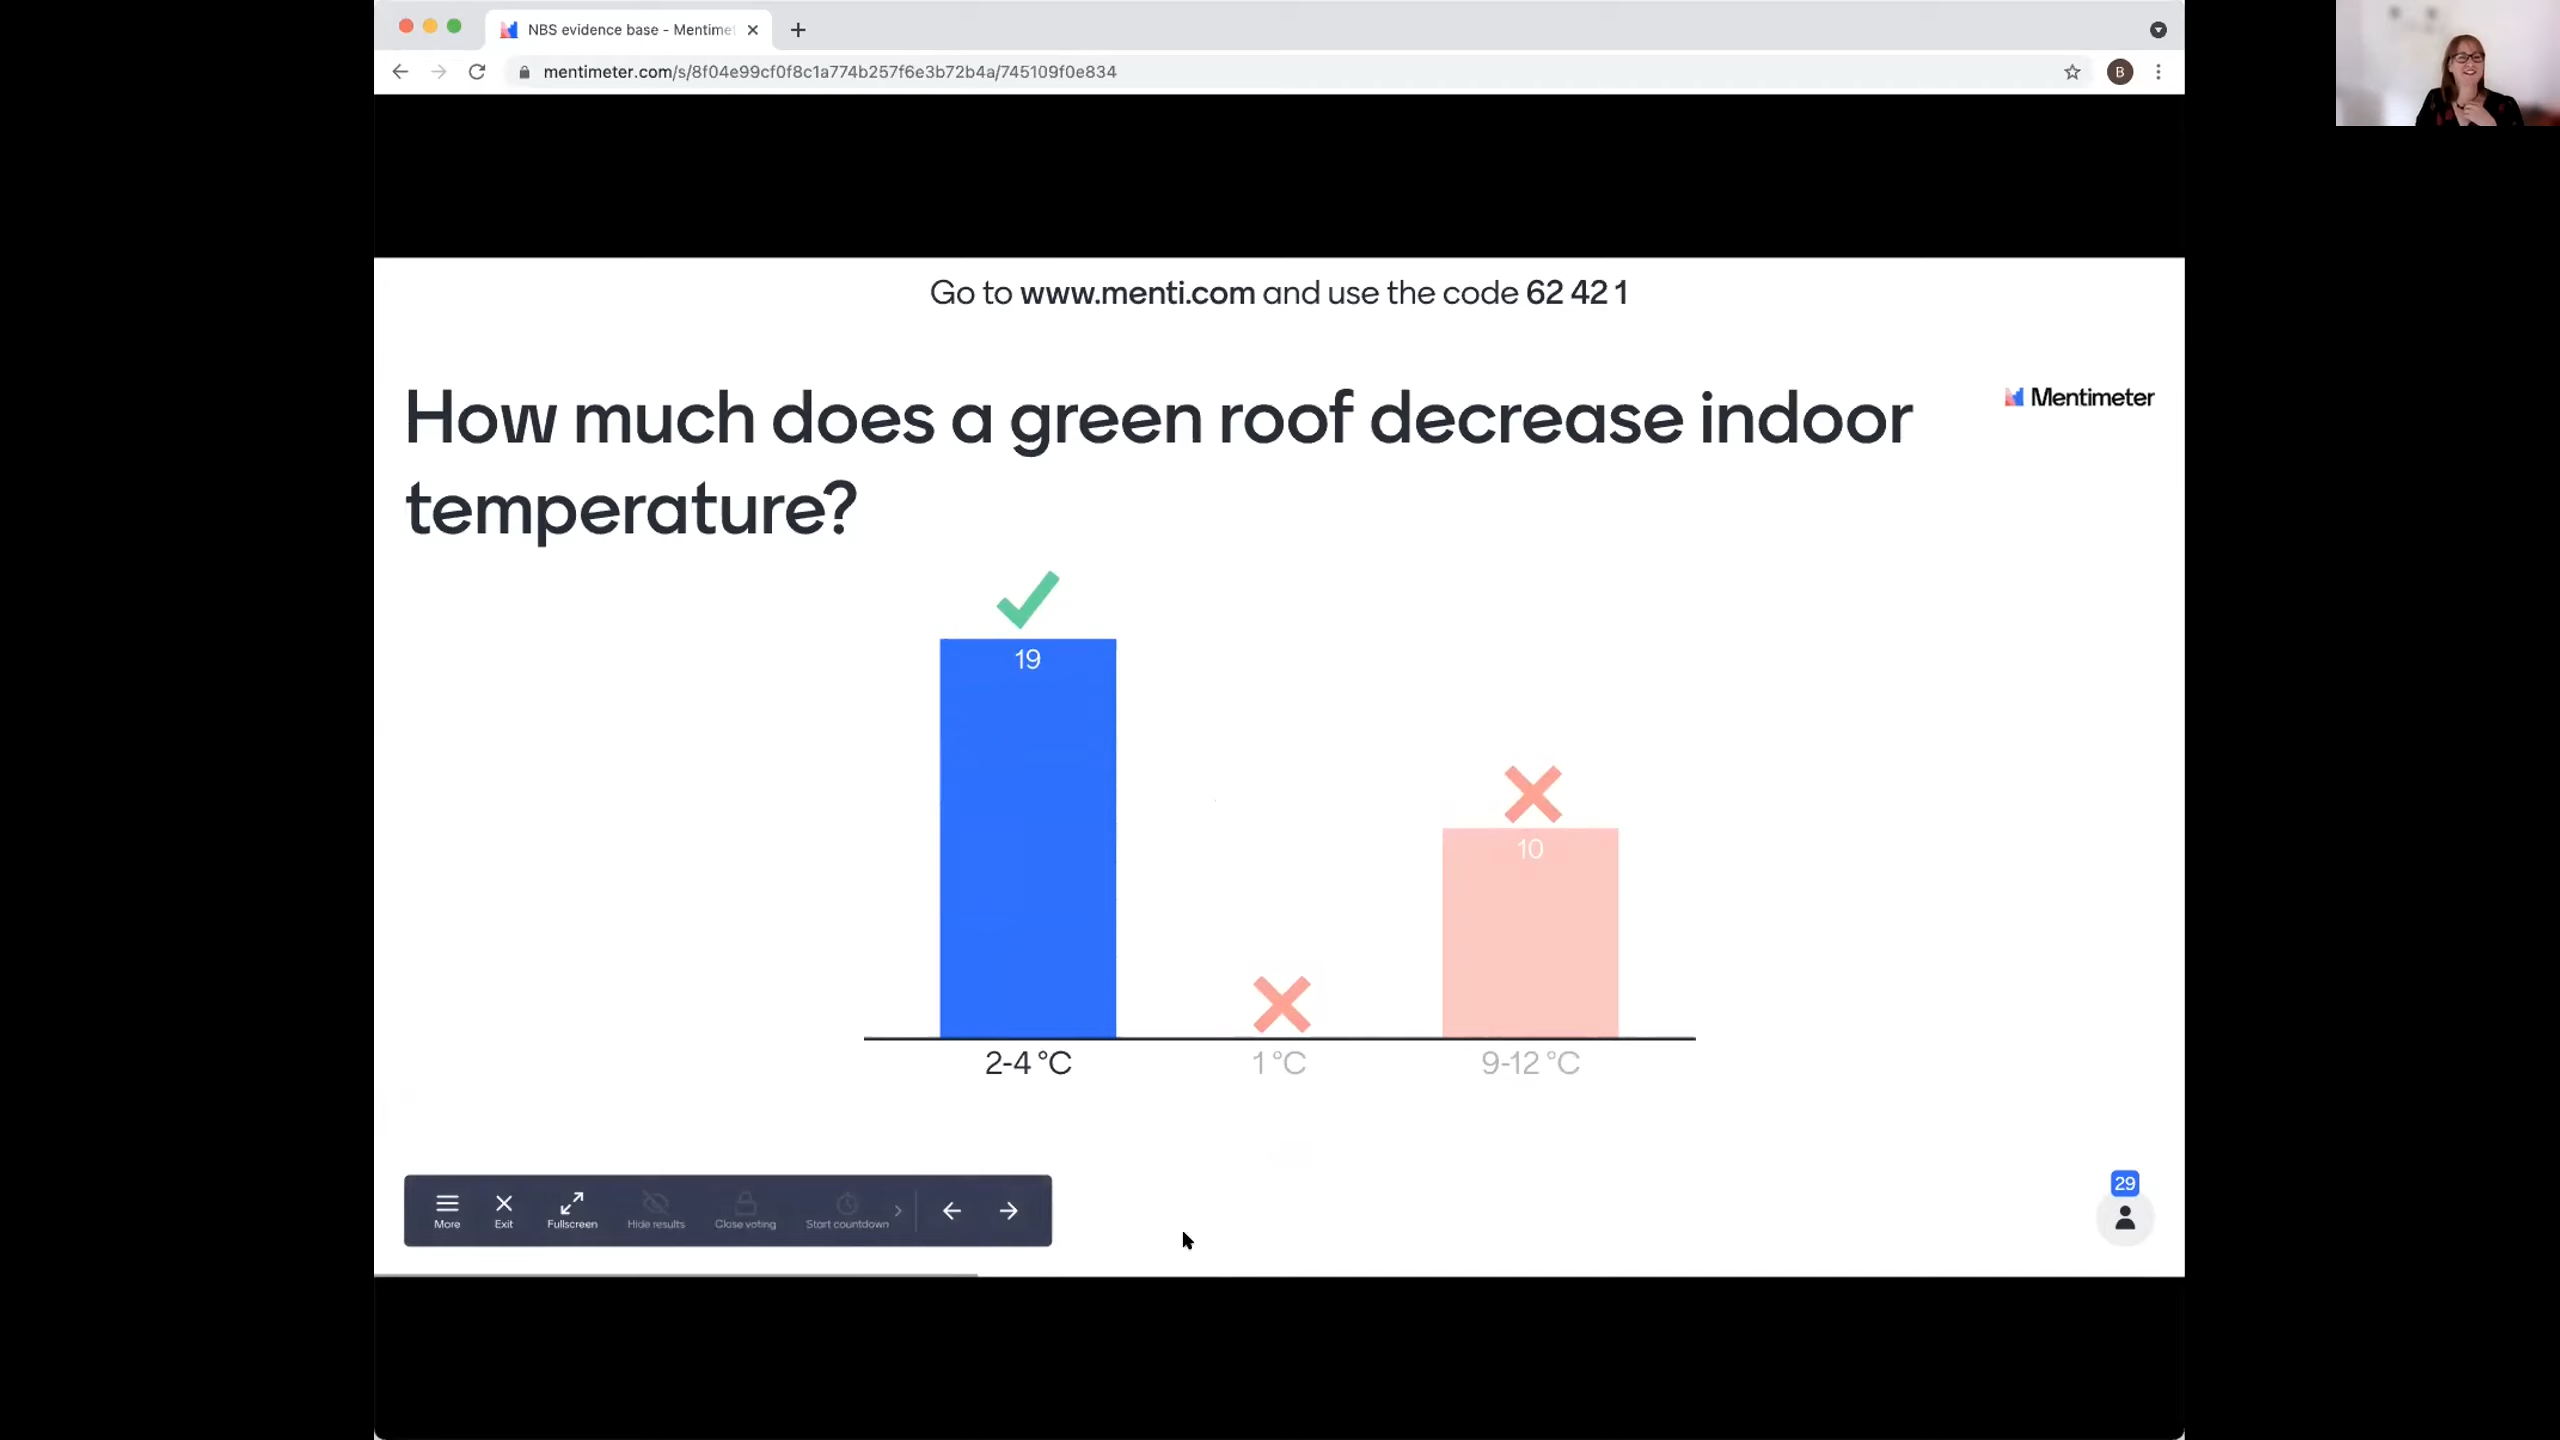 NBS evidence base - Mentimet
mentimeter.com/s/8f04e99cf0f8c1a774b257f6e3b72b4a/745109f0e834
B
Go to www.menti.com and use the code 62 42 1
How much does a green roof decrease indoor
temperature?
Mentimeter
19
10
2-4 °C
1 °C
9-12 °C
More
Exit
Fullscreen
Hide results
Close voting
Start countdown
29